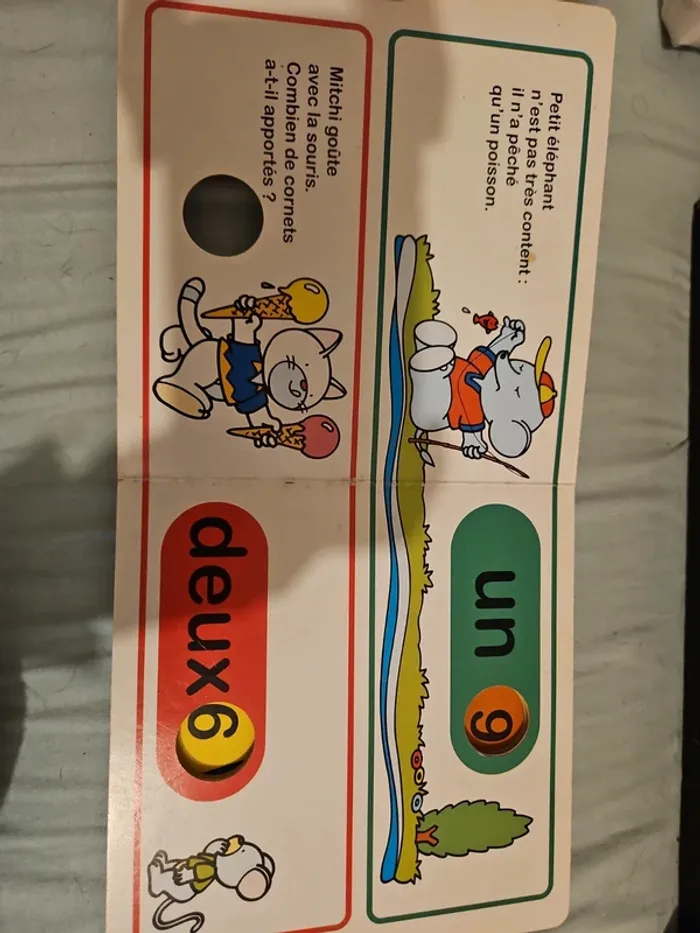 Petit éléphant
n'est pas très content :
il n'a pêché
qu'un poisson.
un 9
Mitchi goûte
avec la souris.
Combien de cornets
a-t-il apportés ?
deux 6